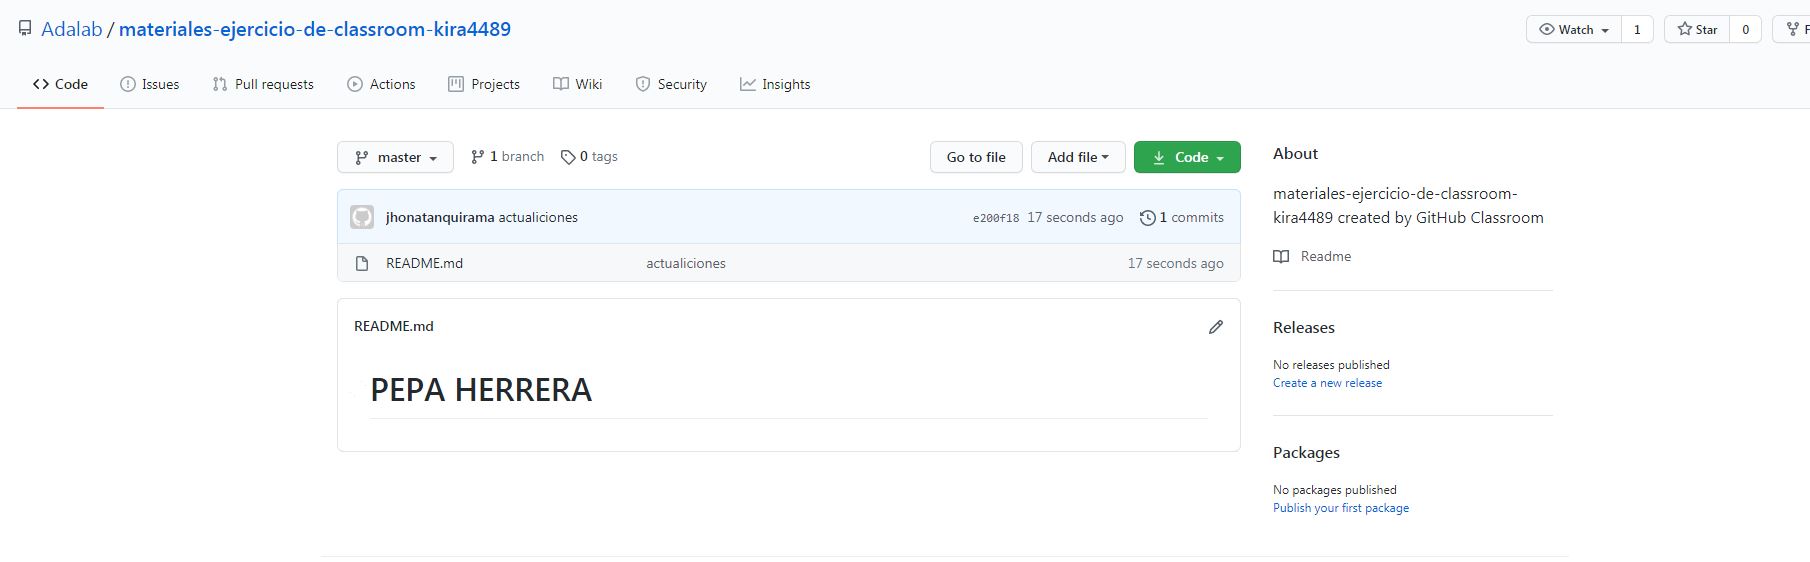 Adalab / materiales-ejercicio-de-classroom-kira4489
Watch 1 Star 0 F
Code Issues Pull requests Actions Projects Wiki Security Insights
master 1 branch 0 tags Go to file Add file Code
jhonatanquirama actualiciones e200f18 17 seconds ago 1 commits
README.md actualiciones 17 seconds ago
README.md
PEPA HERRERA
About
materiales-ejercicio-de-classroom-
kira4489 created by GitHub Classroom
Readme
Releases
No releases published
Create a new release
Packages
No packages published
Publish your first package